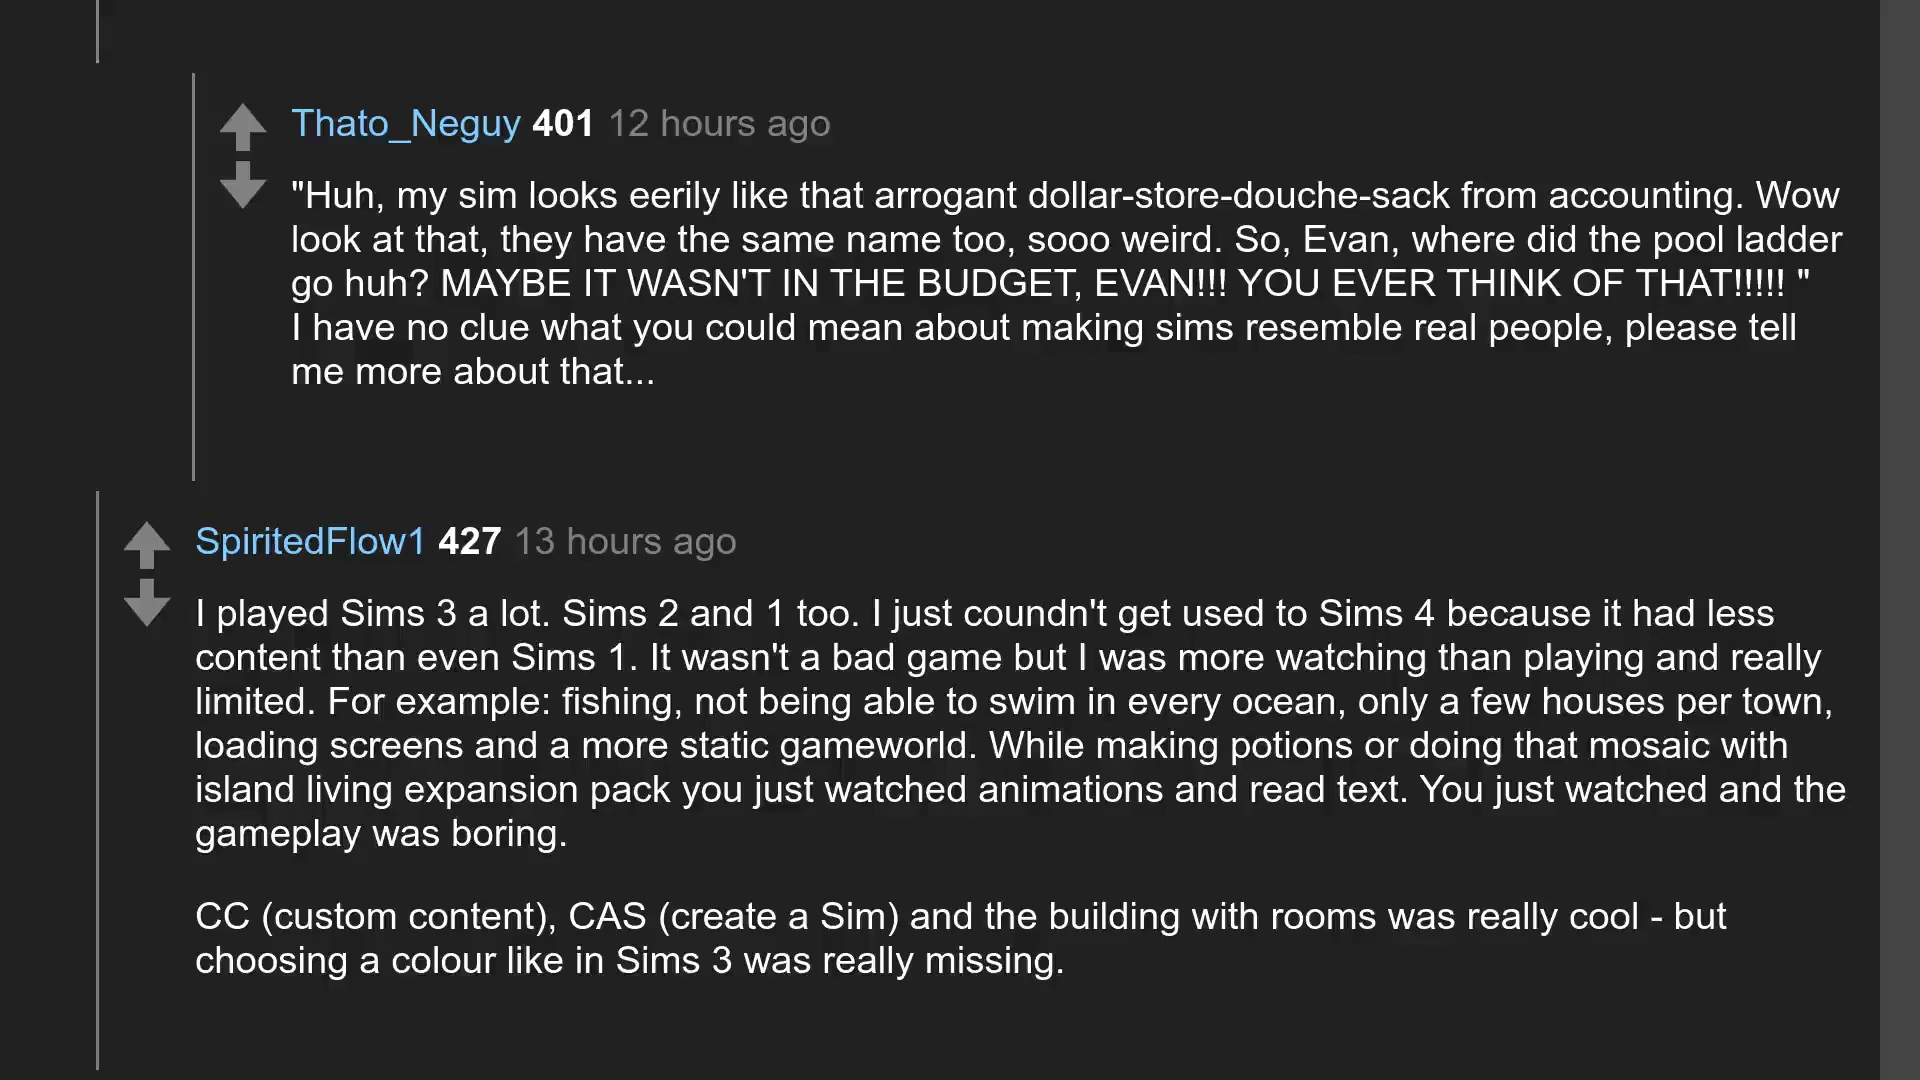 Thato_Neguy 401 12 hours ago
"Huh, my sim looks eerily like that arrogant dollar-store-douche-sack from accounting. Wow
look at that, they have the same name too, sooo weird. So, Evan, where did the pool ladder
go huh? MAYBE IT WASN'T IN THE BUDGET, EVAN!!! YOU EVER THINK OF THAT!!!!! "
I have no clue what you could mean about making sims resemble real people, please tell
me more about that...
SpiritedFlow1 427 13 hours ago
I played Sims 3 a lot. Sims 2 and 1 too. I just coundn't get used to Sims 4 because it had less
content than even Sims 1. It wasn't a bad game but I was more watching than playing and really
limited. For example: fishing, not being able to swim in every ocean, only a few houses per town,
loading screens and a more static gameworld. While making potions or doing that mosaic with
island living expansion pack you just watched animations and read text. You just watched and the
gameplay was boring.
CC (custom content), CAS (create a Sim) and the building with rooms was really cool - but
choosing a colour like in Sims 3 was really missing.